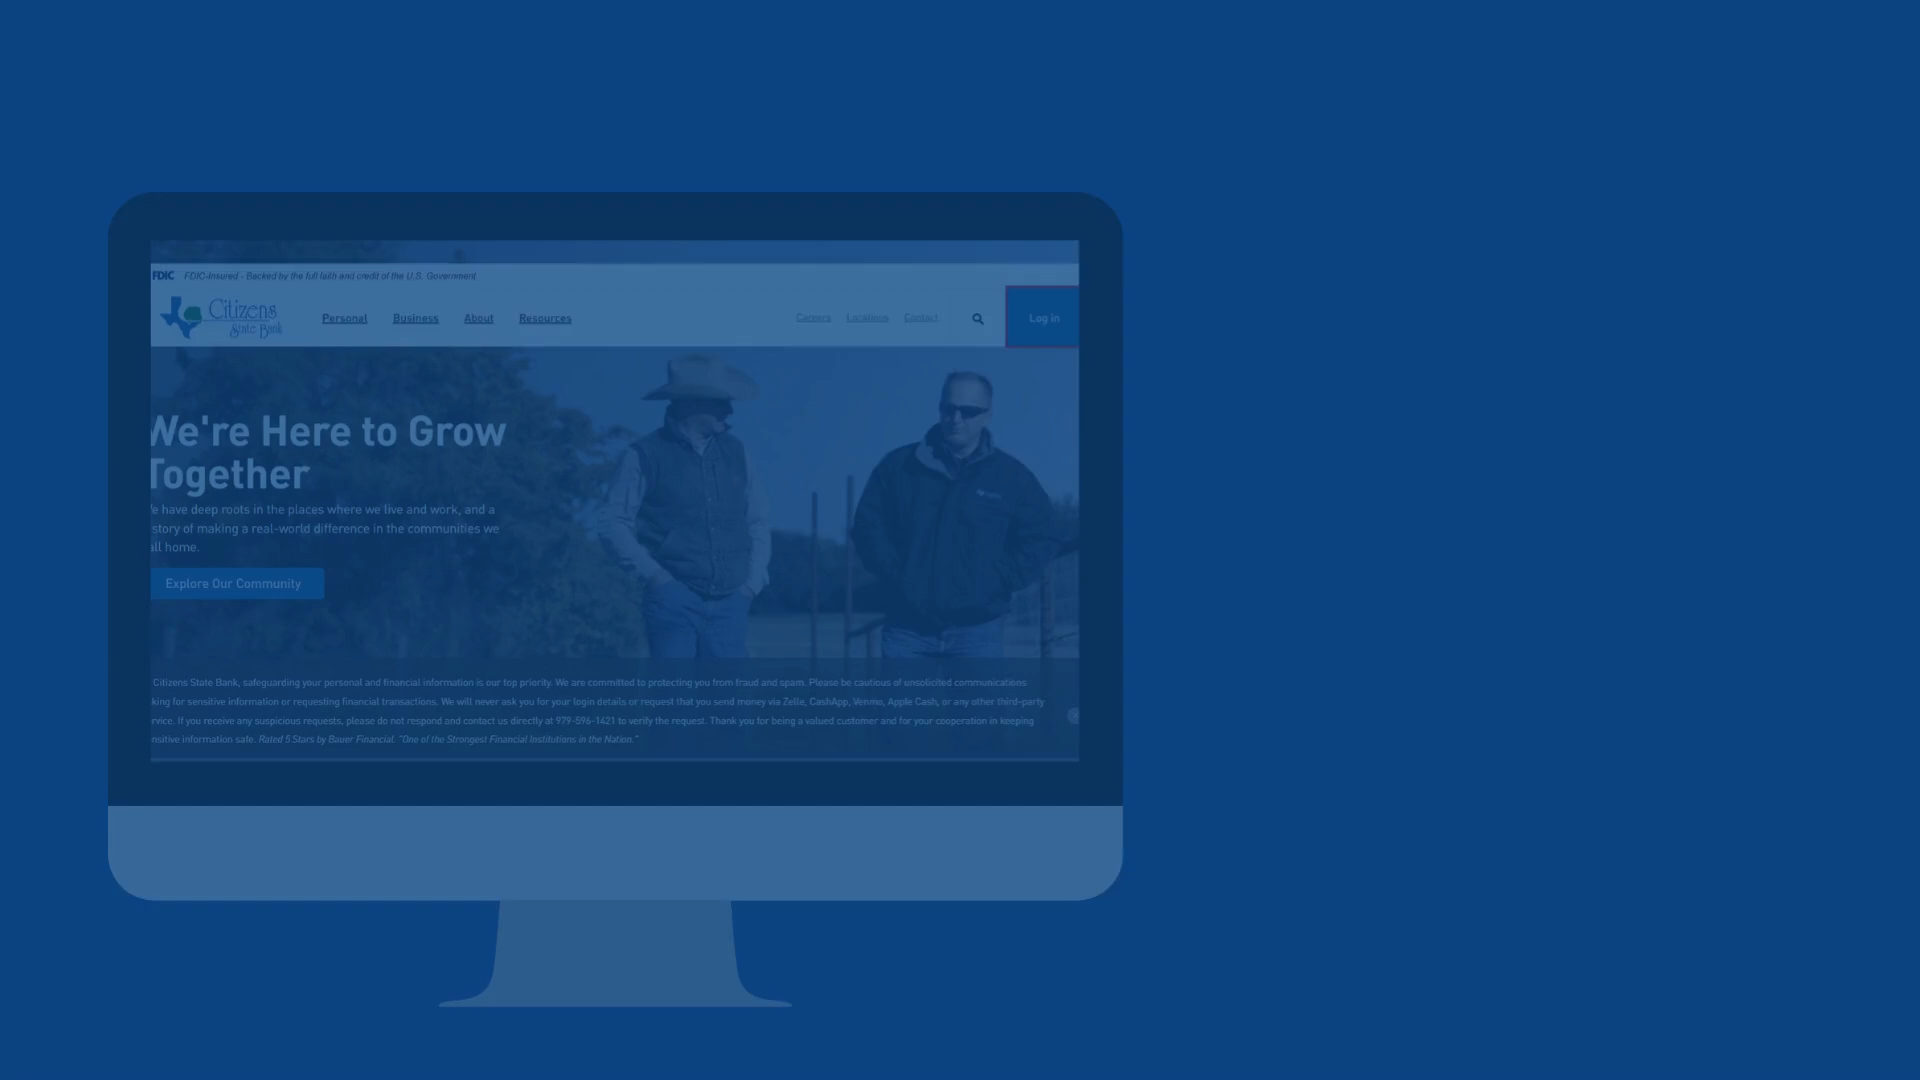 FDIC FDIC-Insured - Backed by the full faith and credit of the U.S. Government
Citizens
State Bank
Personal Business About Resources Careers Locations Contact Log in
We're Here to Grow
Together
e have deep roots in the places where we live and work, and a
story of making a real-world difference in the communities we
all home.
Explore Our Community
Citizens State Bank, safeguarding your personal and financial information is our top priority. We are committed to protecting you from fraud and spam. Please be cautious of unsolicited communications
king for sensitive information or requesting financial transactions. We will never ask you for your login details or request that you send money via Zelle, CashApp, Venmo, Apple Cash, or any other third-party
rvice. If you receive any suspicious requests, please do not respond and contact us directly at 979-596-1421 to verify the request. Thank you for being a valued customer and for your cooperation in keeping
nsitive information safe. Rated 5 Stars by Bauer Financial. "One of the Strongest Financial Institutions in the Nation."